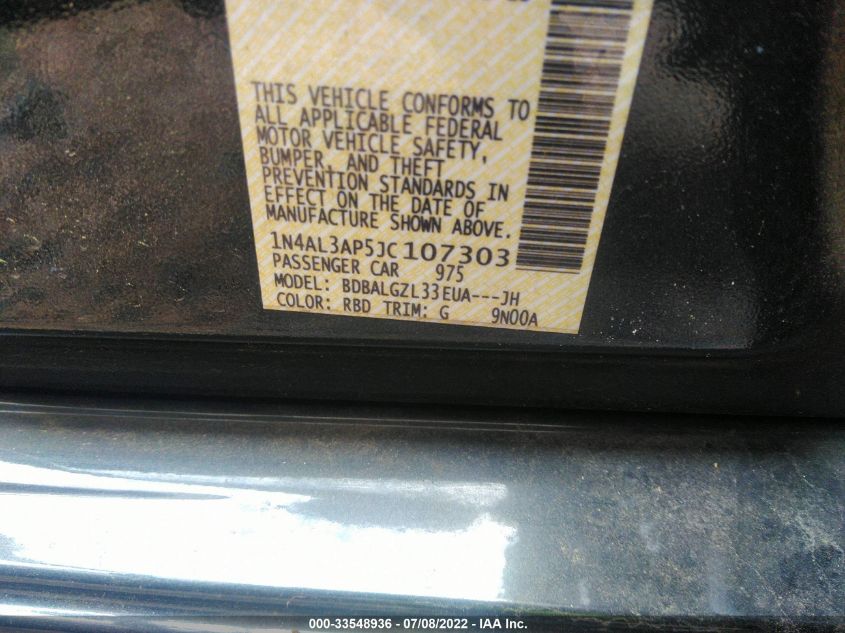 THIS VEHICLE CONFORMS TO
ALL APPLICABLE FEDERAL
MOTOR VEHICLE SAFETY,
BUMPER, AND THEFT
PREVENTION STANDARDS IN
EFFECT ON THE DATE OF
MANUFACTURE SHOWN ABOVE.
1N4AL3AP5JC107303
PASSENGER CAR 975
MODEL: BDBALGZL33EUA---JH
COLOR: RBD TRIM: G 9N00A
000-33548936 - 07/08/2022 - IAA Inc.